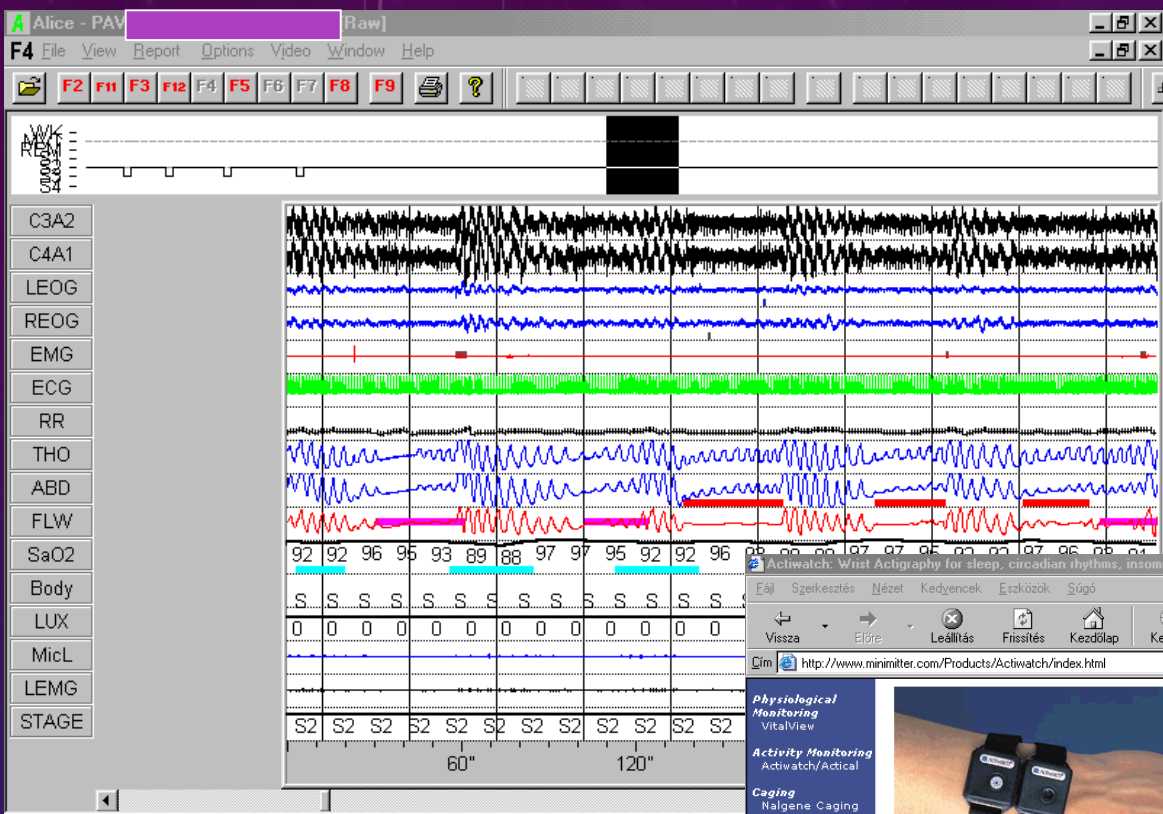 Alice - PAV [Raw]
F4 File View Report Options Video Window Help
F2 F11 F3 F12 F4 F5 F6 F7 F8 F9
WK
MVT
REM
S1
S2
S3
S4
C3A2
C4A1
LEOG
REOG
EMG
ECG
RR
THO
ABD
FLW
SaO2 92 92 96 95 93 89 88 97 97 95 92 92 96
Body S S S S S S S S S S S S S
LUX 0 0 0 0 0 0 0 0 0 0 0 0 0
MicL
LEMG
STAGE S2 S2 S2 S2 S2 S2 S2 S2 S2 S2 S2 S2
60" 120"
Actiwatch: Wrist Actigraphy for sleep, circadian rhythms, insom
Fájl Szerkesztés Nézet Kedvencek Eszközök Súgó
Vissza Előre Leállítás Frissítés Kezdőlap Ke
Cím http://www.minimitter.com/Products/Actiwatch/index.html
Physiological
Monitoring
VitalView
Activity Monitoring
Actiwatch/Actical
Caging
Nalgene Caging
Actiwatch Actiwatch